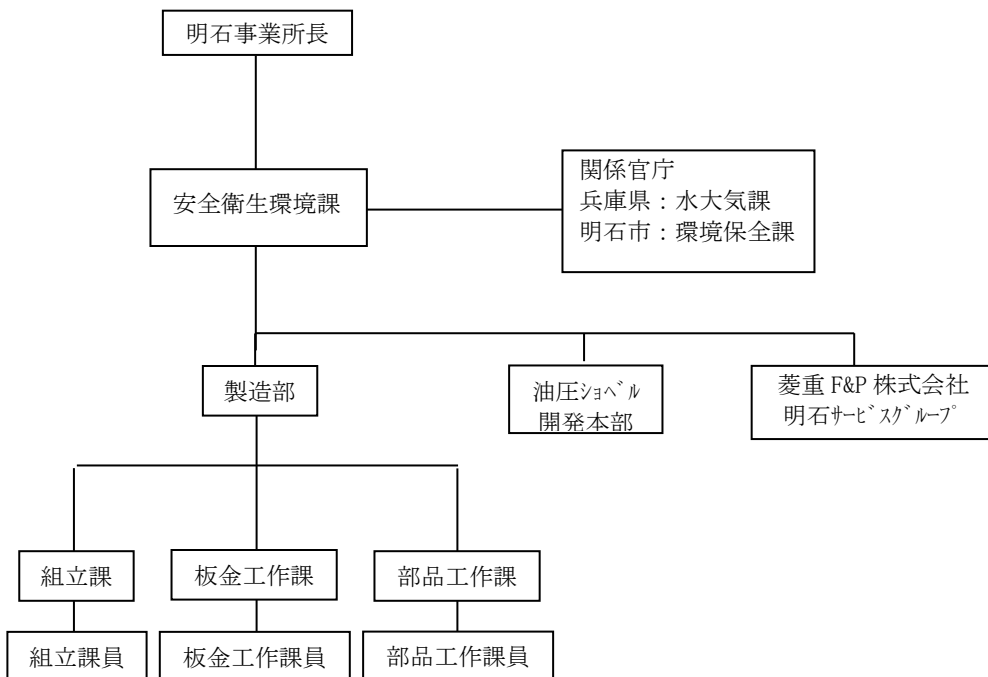 明石事業所長
安全衛生環境課
関係官庁
兵庫県：水大気課
明石市：環境保全課
製造部
油圧ｼｮﾍﾞﾙ
開発本部
菱重 F&P 株式会社
明石ｻｰﾋﾞｽｸﾞﾙｰﾌﾟ
組立課
板金工作課
部品工作課
組立課員
板金工作課員
部品工作課員